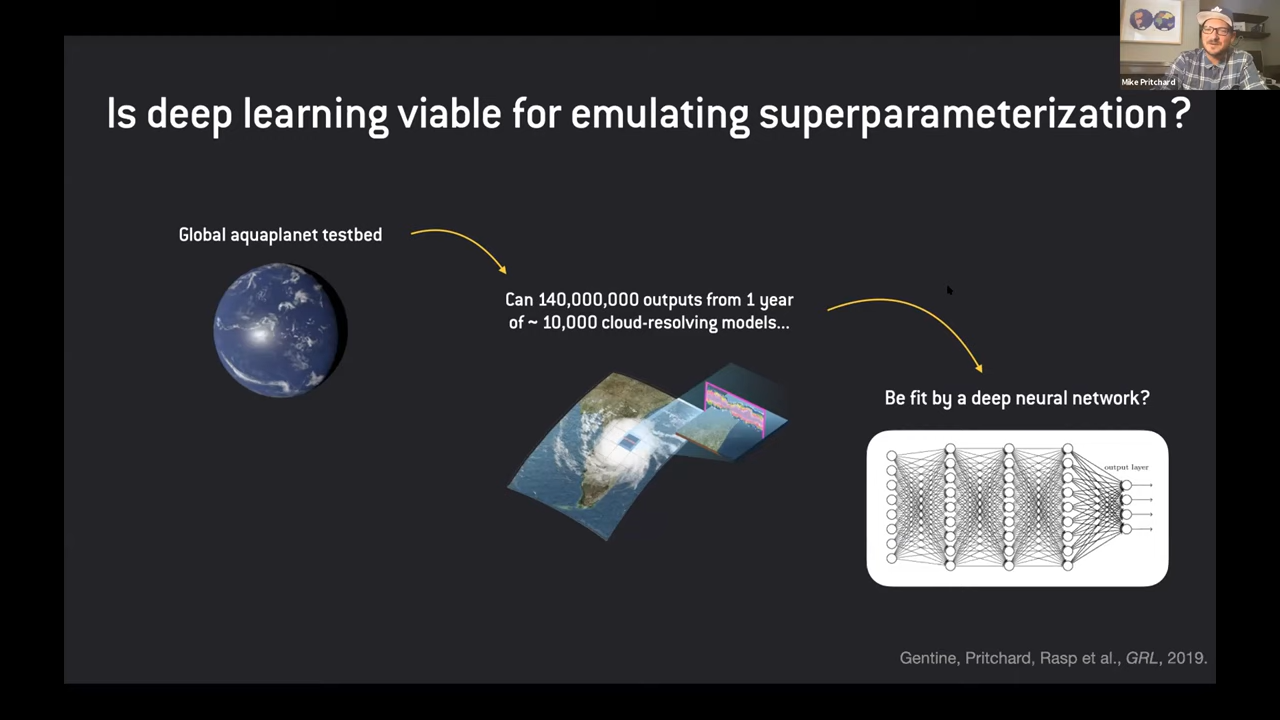 Mike Pritchard
Is deep learning viable for emulating superparameterization?
Global aquaplanet testbed
Can 140,000,000 outputs from 1 year
of ~ 10,000 cloud-resolving models...
Be fit by a deep neural network?
output layer
Gentine, Pritchard, Rasp et al., GRL, 2019.